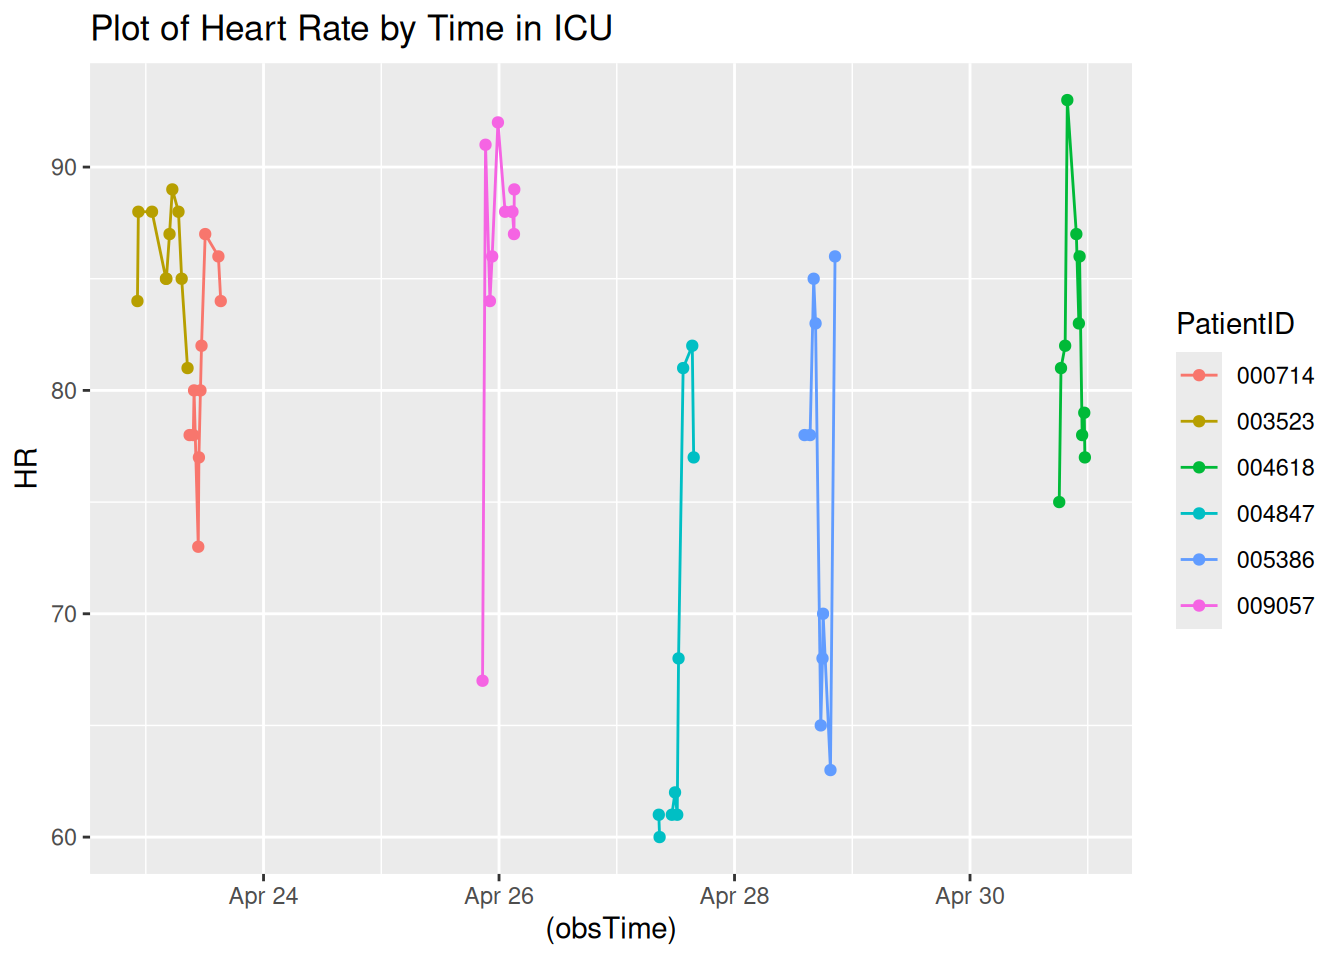 Plot of Heart Rate by Time in ICU
90
80
70
60
HR
Apr 24
Apr 26
Apr 28
Apr 30
(obsTime)
PatientID
000714
003523
004618
004847
005386
009057